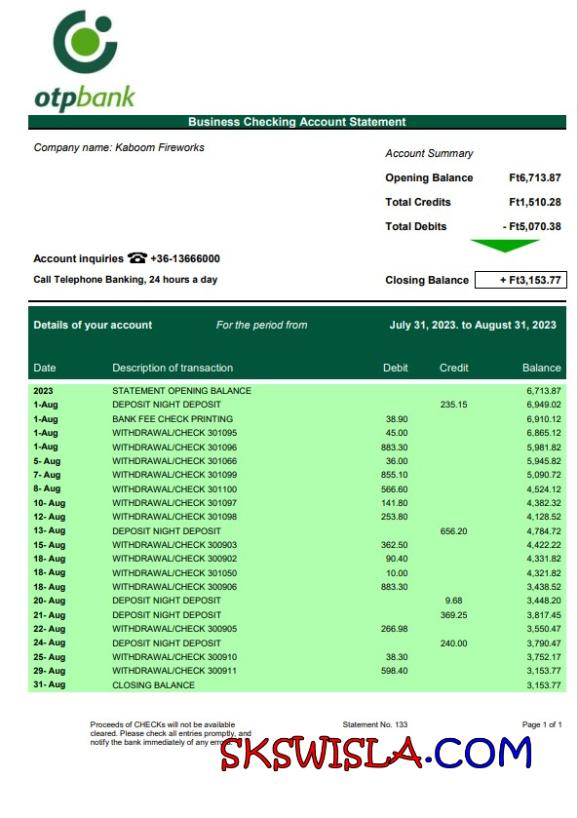 otpbank
Business Checking Account Statement
Company name: Kaboom Fireworks
Account Summary
Opening Balance Ft6,713.87
Total Credits Ft1,510.28
Total Debits - Ft5,070.38
Account inquiries ☎ +36-13666000
Call Telephone Banking, 24 hours a day
Closing Balance + Ft3,153.77
Details of your account For the period from July 31, 2023. to August 31, 2023
Date Description of transaction Debit Credit Balance
2023 STATEMENT OPENING BALANCE 6,713.87
1-Aug DEPOSIT NIGHT DEPOSIT 235.15 6,949.02
1-Aug BANK FEE CHECK PRINTING 38.90 6,910.12
1-Aug WITHDRAWAL/CHECK 301095 45.00 6,865.12
1-Aug WITHDRAWAL/CHECK 301096 883.30 5,981.82
5- Aug WITHDRAWAL/CHECK 301066 36.00 5,945.82
7- Aug WITHDRAWAL/CHECK 301099 855.10 5,090.72
8- Aug WITHDRAWAL/CHECK 301100 566.60 4,524.12
10- Aug WITHDRAWAL/CHECK 301097 141.80 4,382.32
12- Aug WITHDRAWAL/CHECK 301098 253.80 4,128.52
13- Aug DEPOSIT NIGHT DEPOSIT 656.20 4,784.72
15- Aug WITHDRAWAL/CHECK 300903 362.50 4,422.22
18- Aug WITHDRAWAL/CHECK 300902 90.40 4,331.82
18- Aug WITHDRAWAL/CHECK 301050 10.00 4,321.82
18- Aug WITHDRAWAL/CHECK 300906 883.30 3,438.52
20- Aug DEPOSIT NIGHT DEPOSIT 9.68 3,448.20
21- Aug DEPOSIT NIGHT DEPOSIT 369.25 3,817.45
22- Aug WITHDRAWAL/CHECK 300905 266.98 3,550.47
24- Aug DEPOSIT NIGHT DEPOSIT 240.00 3,790.47
25- Aug WITHDRAWAL/CHECK 300910 38.30 3,752.17
29- Aug WITHDRAWAL/CHECK 300911 598.40 3,153.77
31- Aug CLOSING BALANCE 3,153.77
Proceeds of CHECKs will not be available
cleared. Please check all entries promptly, and
notify the bank immediately of any error.
Statement No. 133
Page 1 of 1
SKSWISLA.COM